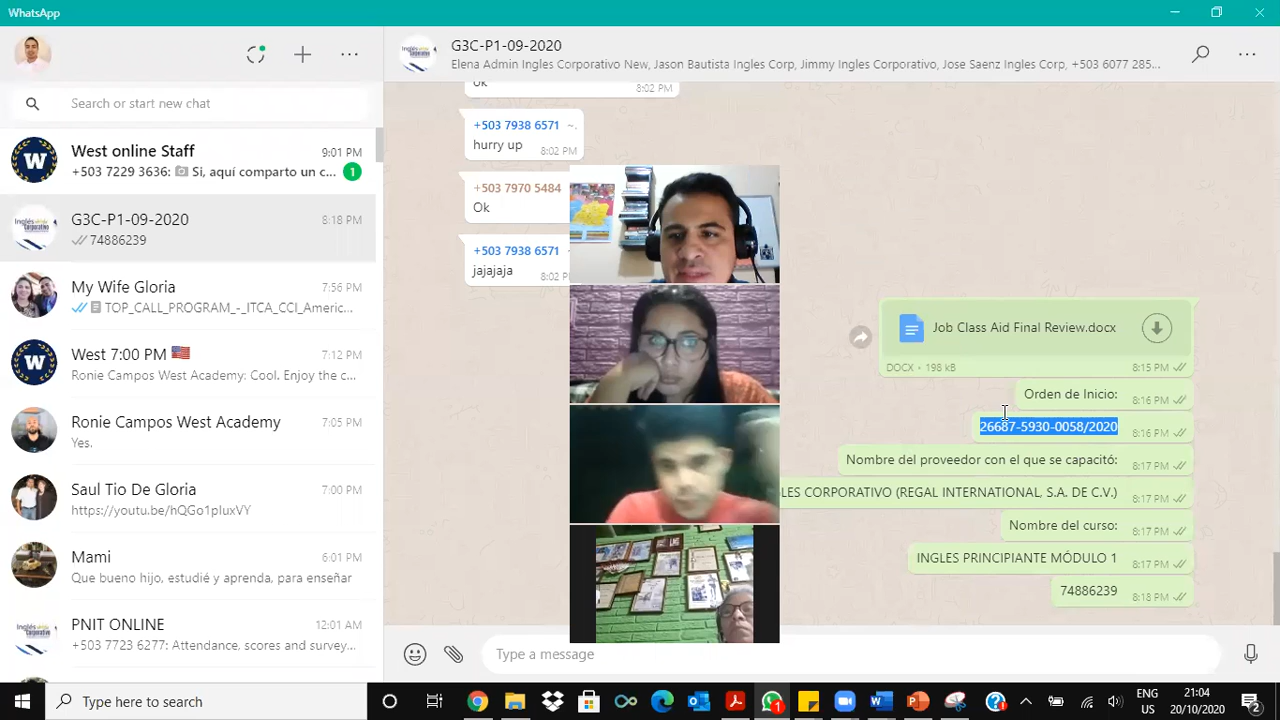 WhatsApp
Search or start new chat
West online Staff
9:01 PM
+503 7229 3636: Sí, aquí comparto un c...
1
G3C-P1-09-2020
8:18 PM
74886239
My Wife Gloria
7:56 PM
TOP_CALL_PROGRAM_-_ITCA_CCI_Americ...
West 7:00 PM
7:12 PM
Ronie Campos West Academy: Cool. Enjoy the c...
Ronie Campos West Academy
7:05 PM
Yes.
Saul Tio De Gloria
7:00 PM
https://youtu.be/hQGo1pIuxVY
Mami
6:01 PM
Que bueno hijo, estudié y aprenda, para enseñar
PNIT ONLINE
12:01 AM
+503 7723 6277: Attendance, scores and survey...
G3C-P1-09-2020
Elena Admin Ingles Corporativo New, Jason Bautista Ingles Corp, Jimmy Ingles Corporativo, Jose Saenz Ingles Corp, +503 6077 285...
Ok
8:02 PM
+503 7938 6571 ~.
hurry up
8:02 PM
+503 7970 5484
Ok
+503 7938 6571
jajajaja
8:02 PM
Job Class Aid Final Review.docx
DOCX • 198 kB
8:15 PM
Orden de Inicio:
8:16 PM
26687-5930-0058/2020
8:16 PM
Nombre del proveedor con el que se capacitó:
8:17 PM
LES CORPORATIVO (REGAL INTERNATIONAL, S.A. DE C.V.)
8:17 PM
Nombre del curso:
8:17 PM
INGLES PRINCIPIANTE MÓDULO 1
8:17 PM
74886239
8:18 PM
Type a message
Type here to search
1
ENG
US
21:04
20/10/2020
2